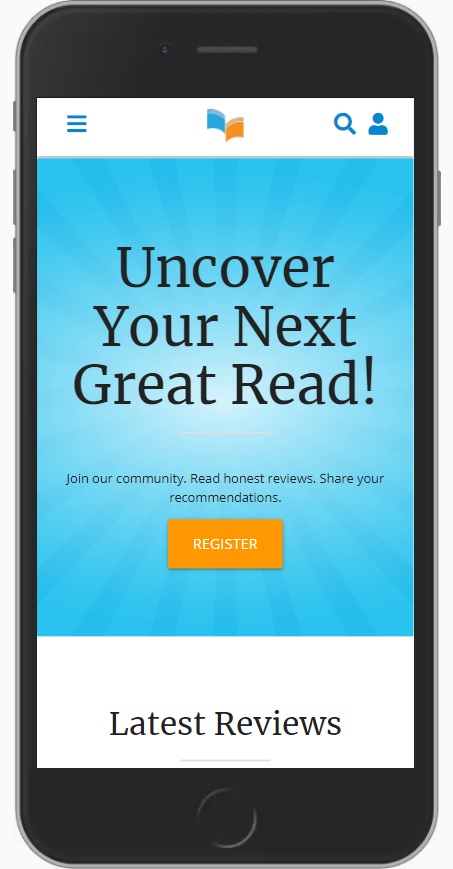 Uncover
Your Next
Great Read!
Join our community. Read honest reviews. Share your
recommendations.
REGISTER
Latest Reviews